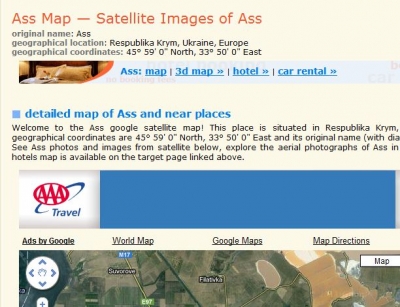 Ass Map — Satellite Images of Ass
original name: Ass
geographical location: Respublika Krym, Ukraine, Europe
geographical coordinates: 45° 59' 0" North, 33° 50' 0" East
Ass: map | 3d map » | hotel » | car rental »
detailed map of Ass and near places
Welcome to the Ass google satellite map! This place is situated in Respublika Krym,
geographical coordinates are 45° 59' 0" North, 33° 50' 0" East and its original name (with dia
See Ass photos and images from satellite below, explore the aerial photographs of Ass in
hotels map is available on the target page linked above.
AAA
Travel
Ads by Google World Map Google Maps Map Directions
M17
Suvorove
Filativka
Map
E97